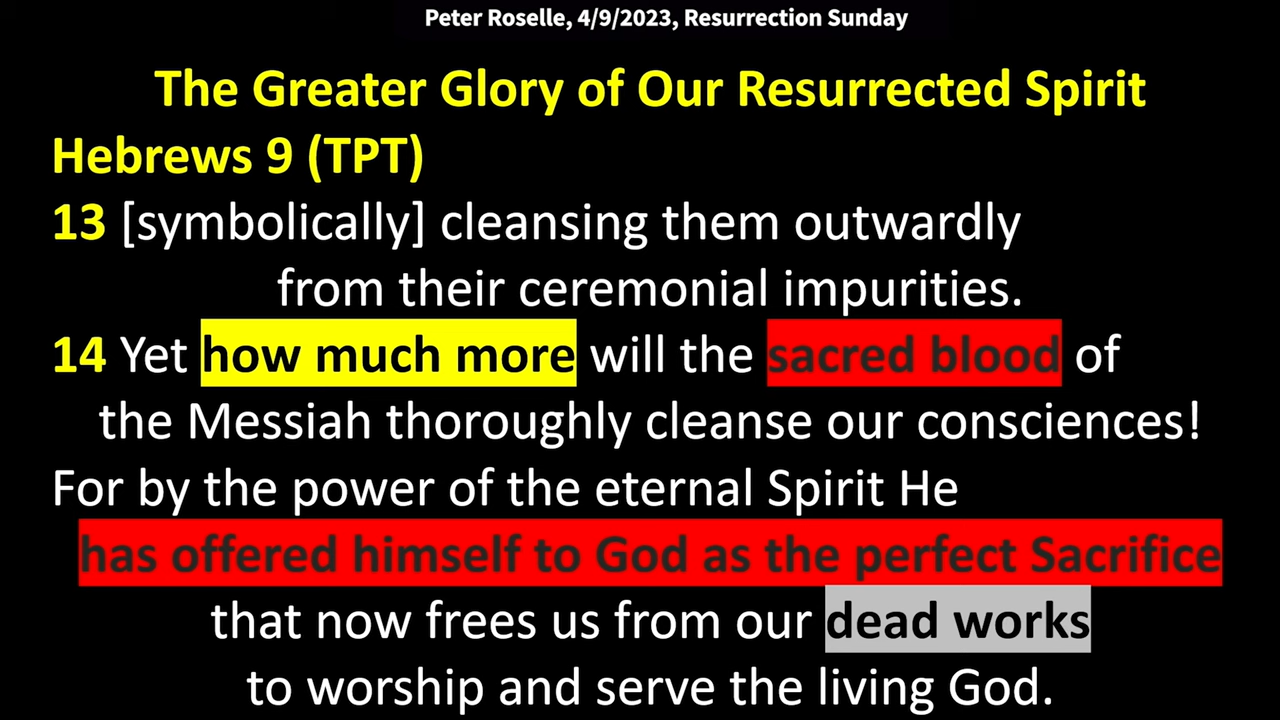 Peter Roselle, 4/9/2023, Resurrection Sunday
The Greater Glory of Our Resurrected Spirit
Hebrews 9 (TPT)
13 [symbolically] cleansing them outwardly
from their ceremonial impurities.
14 Yet how much more will the sacred blood of
the Messiah thoroughly cleanse our consciences!
For by the power of the eternal Spirit He
has offered himself to God as the perfect Sacrifice
that now frees us from our dead works
to worship and serve the living God.